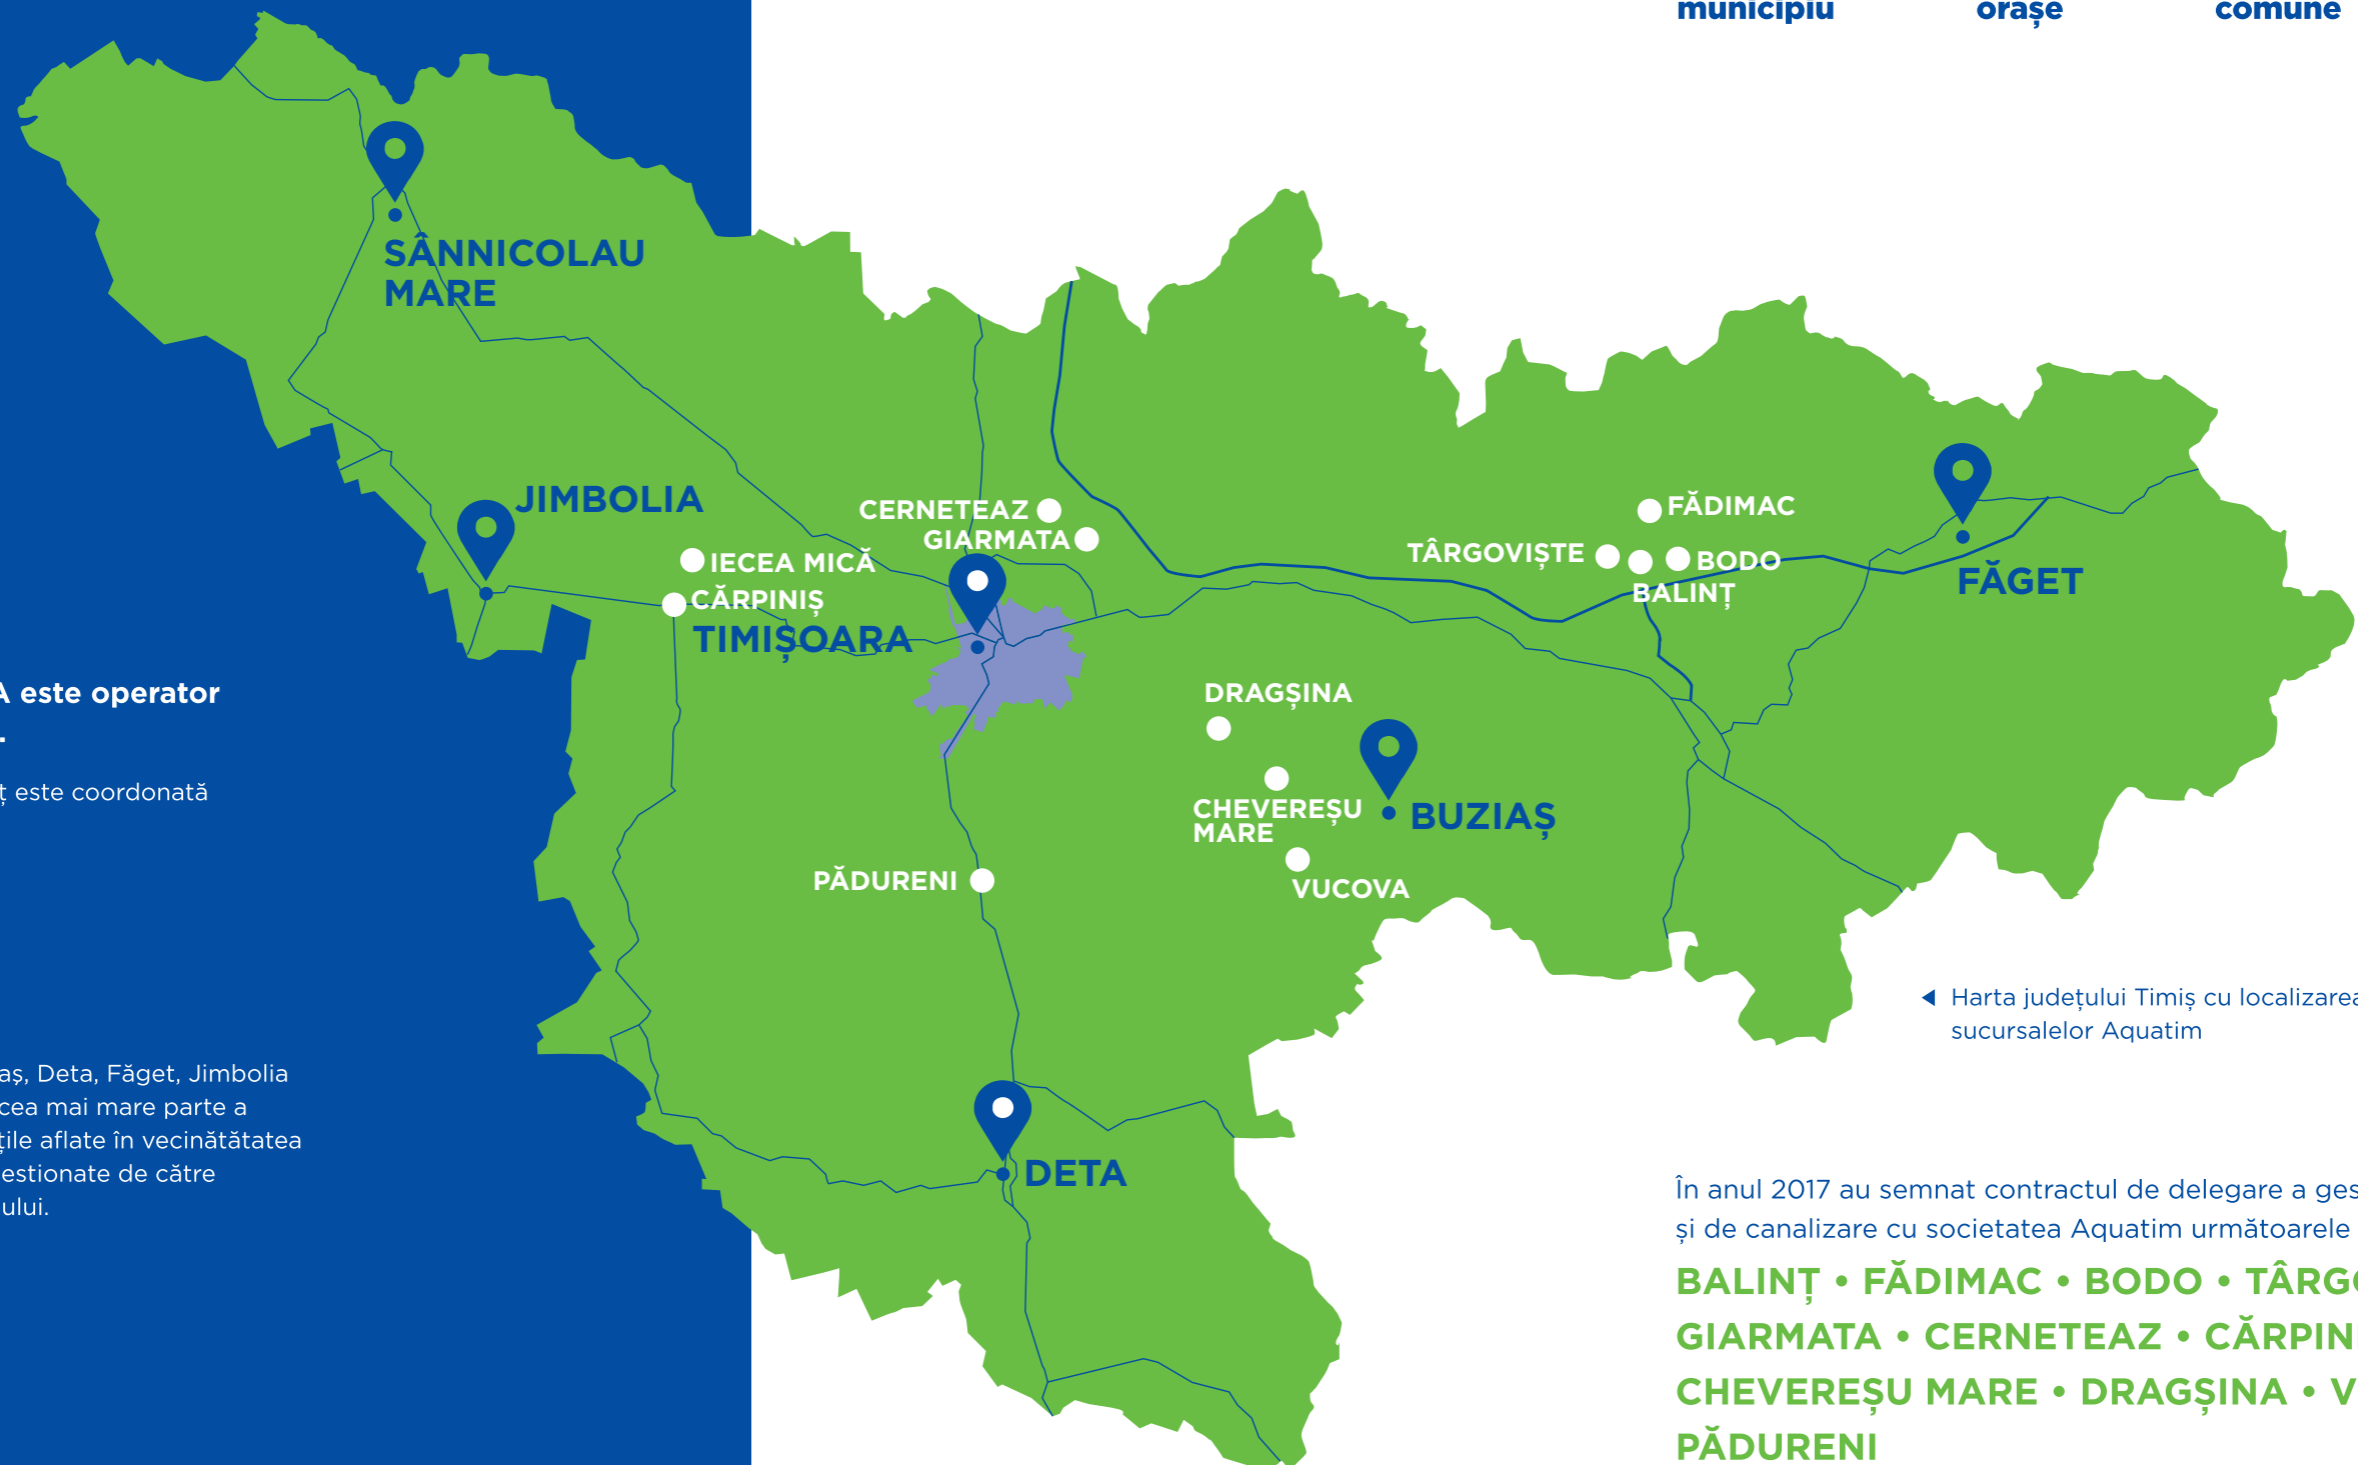 municipiu orașe comune
SÂNNICOLAU
MARE
JIMBOLIA
CERNETEAZ
GIARMATA
IECEA MICĂ
CĂRPINIȘ
TIMIȘOARA
FĂDIMAC
TÂRGOVIȘTE
BODO
BALINȚ
FĂGET
DRAGȘINA
CHEVEREȘU
MARE
BUZIAȘ
VUCOVA
PĂDURENI
DETA
A este operator
ț este coordonată
aș, Deta, Făget, Jimbolia
cea mai mare parte a
țile aflate în vecinătătatea
estionate de către
ului.
Harta județului Timiș cu localizarea
sucursalelor Aquatim
În anul 2017 au semnat contractul de delegare a ges
și de canalizare cu societatea Aquatim următoarele
BALINȚ • FĂDIMAC • BODO • TÂRG
GIARMATA • CERNETEAZ • CĂRPIN
CHEVEREȘU MARE • DRAGȘINA • V
PĂDURENI